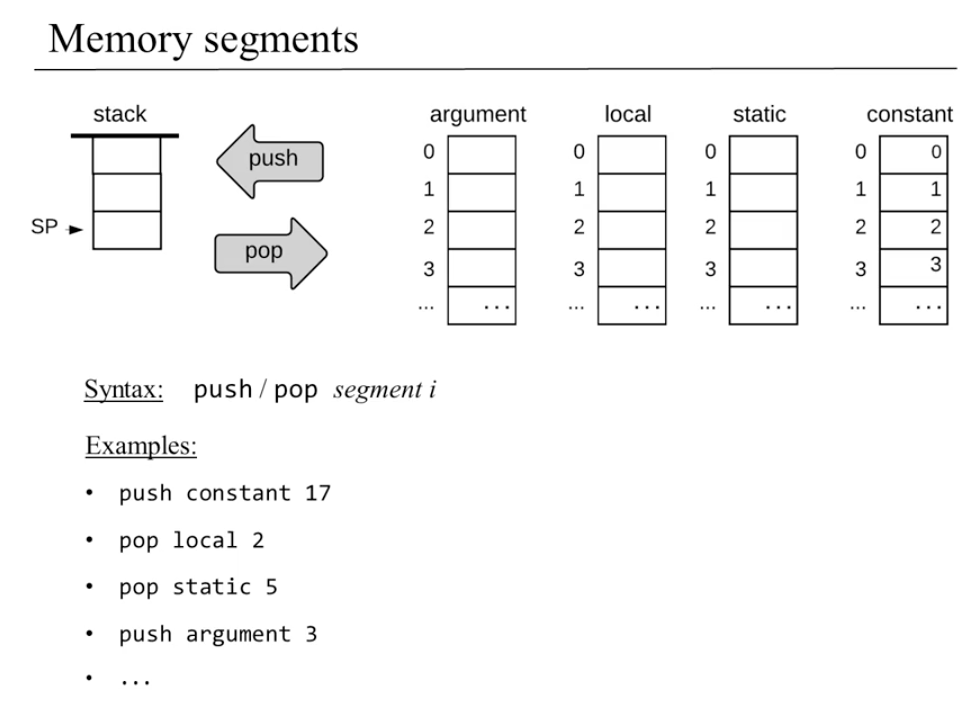 Memory segments
stack
push
pop
SP
argument
0
1
2
3
...
...
local
0
1
2
3
...
...
static
0
1
2
3
...
...
constant
0 0
1 1
2 2
3 3
... ...
Syntax: push / pop segment i
Examples:
• push constant 17
• pop local 2
• pop static 5
• push argument 3
• ...